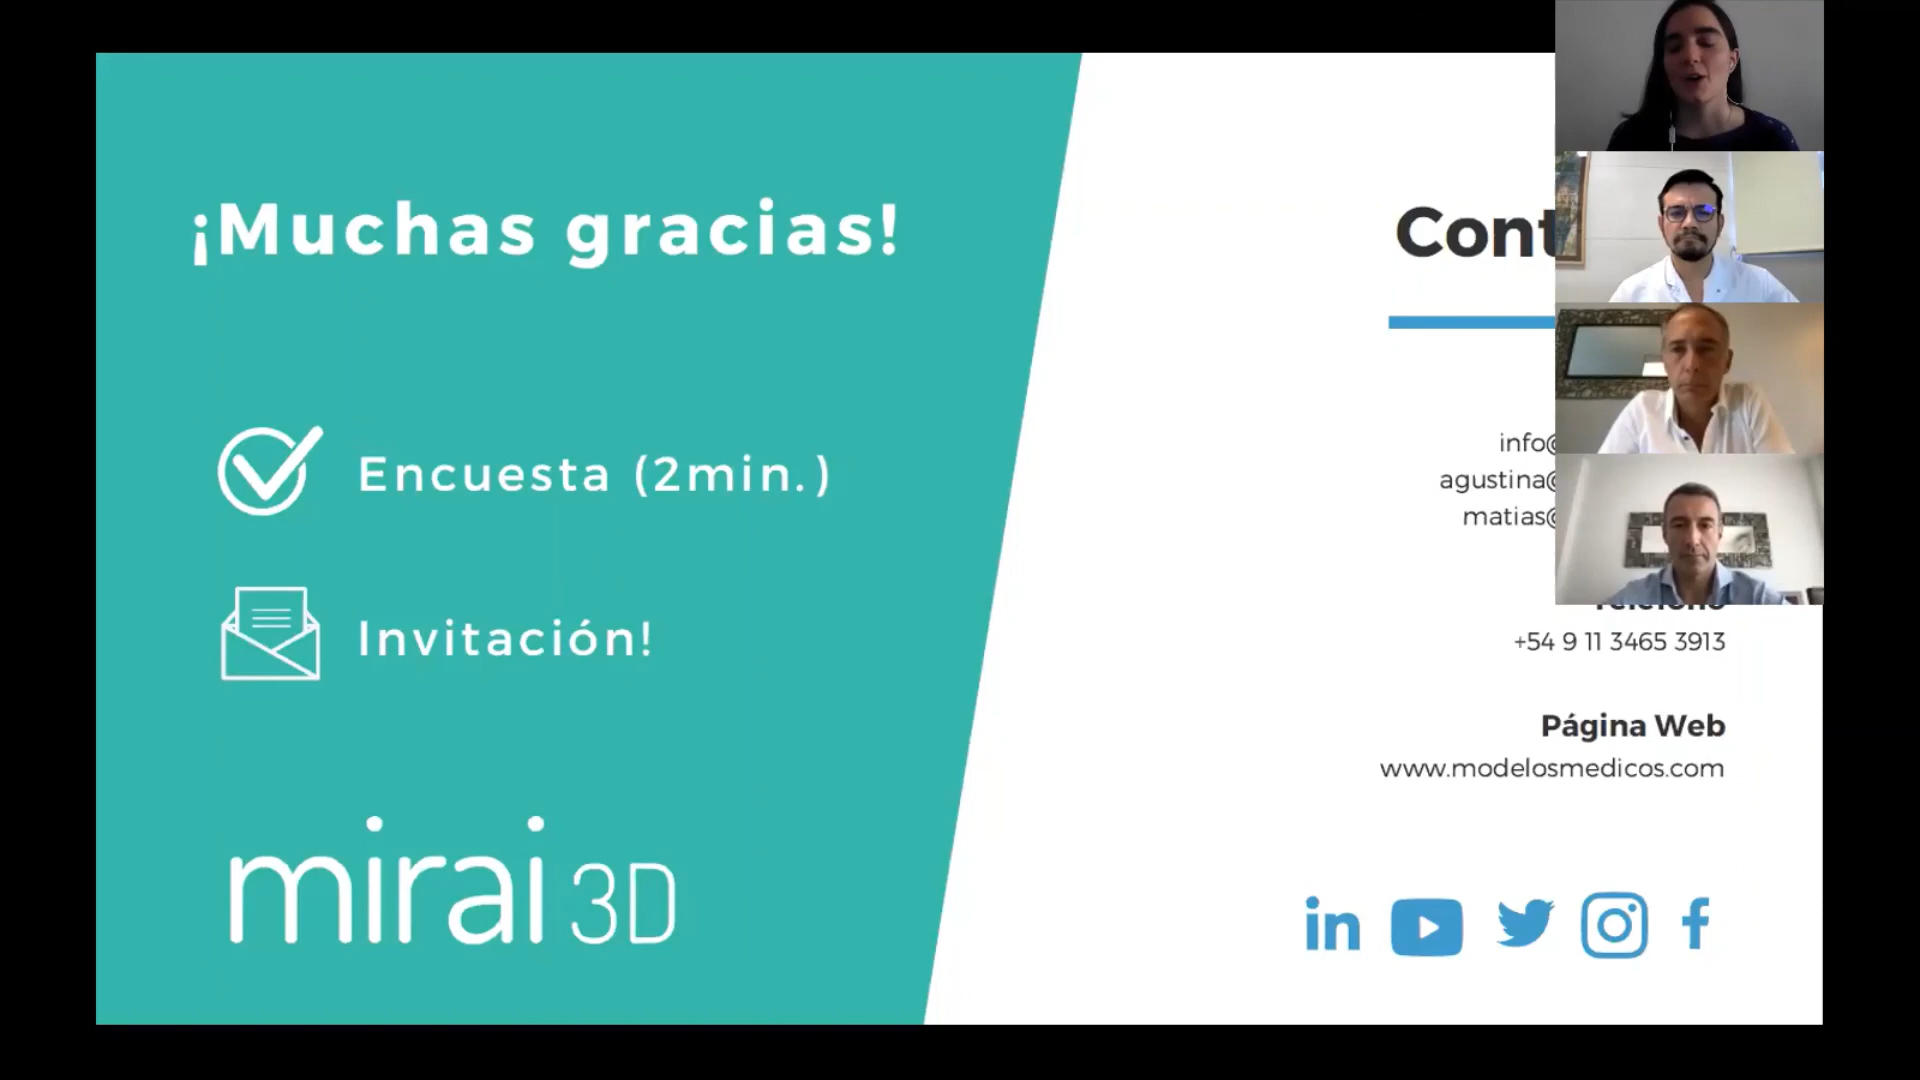 ¡Muchas gracias!
Encuesta (2min.)
Invitación!
mirai 3D
Cont
info@
agustina@
matias@
Teléfono
+54 9 11 3465 3913
Página Web
www.modelosmedicos.com